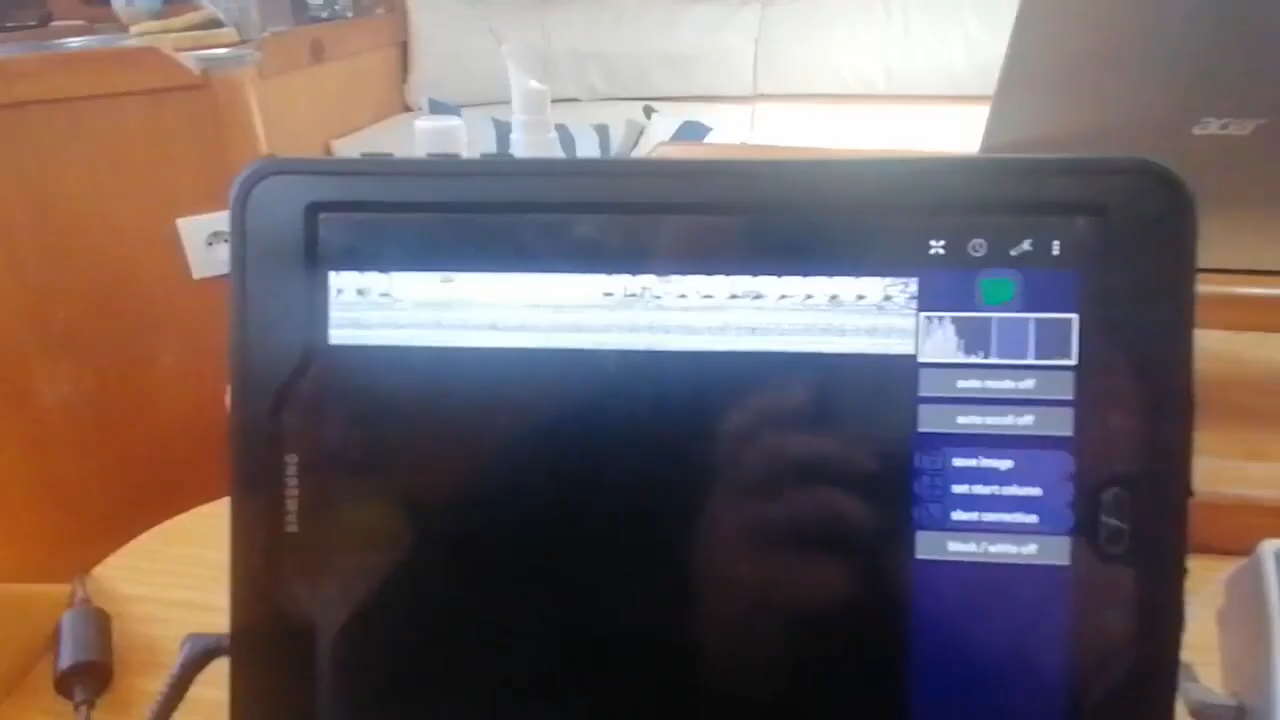 acer
SAMSUNG
auto mode off
auto scroll off
save image
set start column
slant correction
black / white off